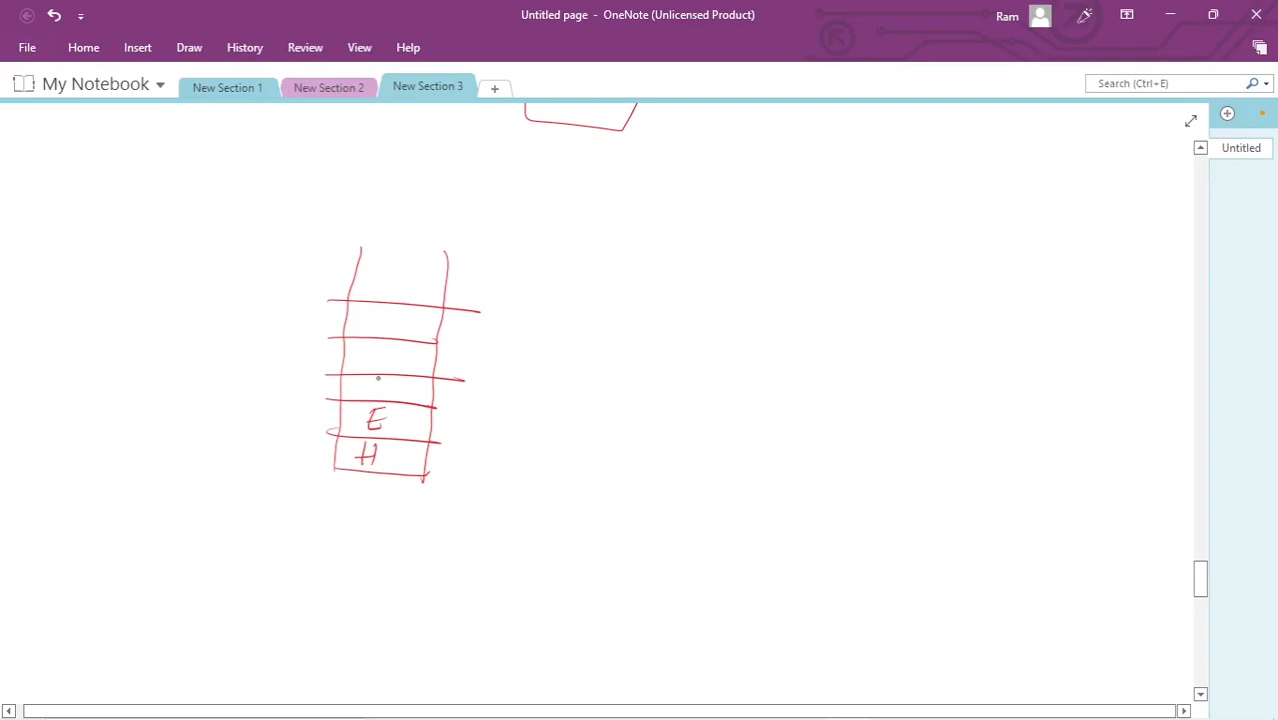 Untitled page - OneNote (Unlicensed Product)
Ram
File Home Insert Draw History Review View Help
My Notebook New Section 1 New Section 2 New Section 3 +
Search (Ctrl+E)
Untitled
E
H